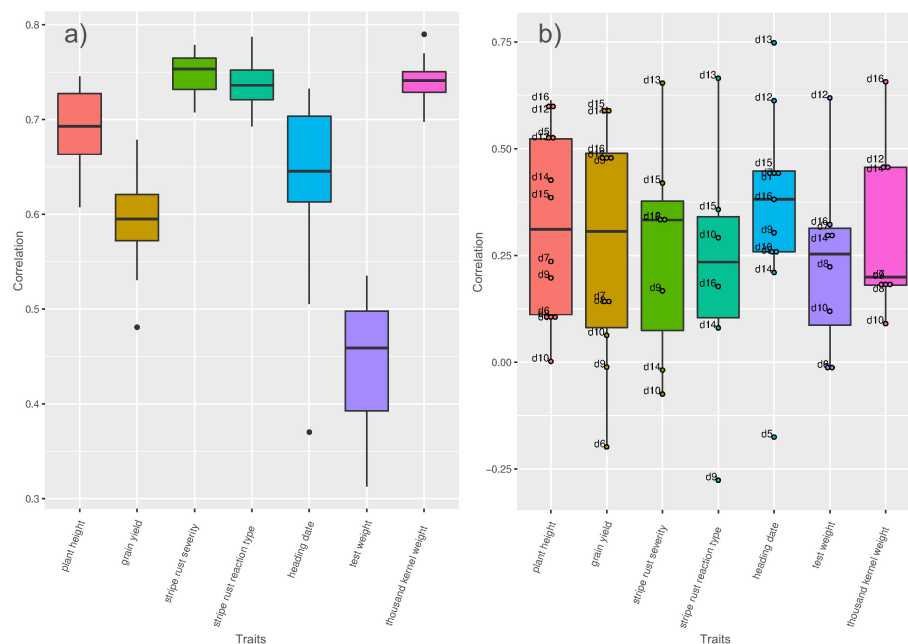 a)
0.8
0.7
0.6
0.5
0.4
0.3
Correlation
plant height
grain yield
stripe rust severity
stripe rust reaction type
heading date
test weight
thousand kernel weight
Traits
b)
0.75
0.50
0.25
0.00
−0.25
Correlation
d16
d12
d14
d15
d7
d9
d10
d15
d16
d10
d9
d6
d13
d15
d9
d14
d10
d13
d15
d10
d16
d14
d9
d13
d12
d15
d16
d9
d14
d5
d12
d16
d14
d8
d10
d16
d12
d8
d10
plant height
grain yield
stripe rust severity
stripe rust reaction type
heading date
test weight
thousand kernel weight
Traits